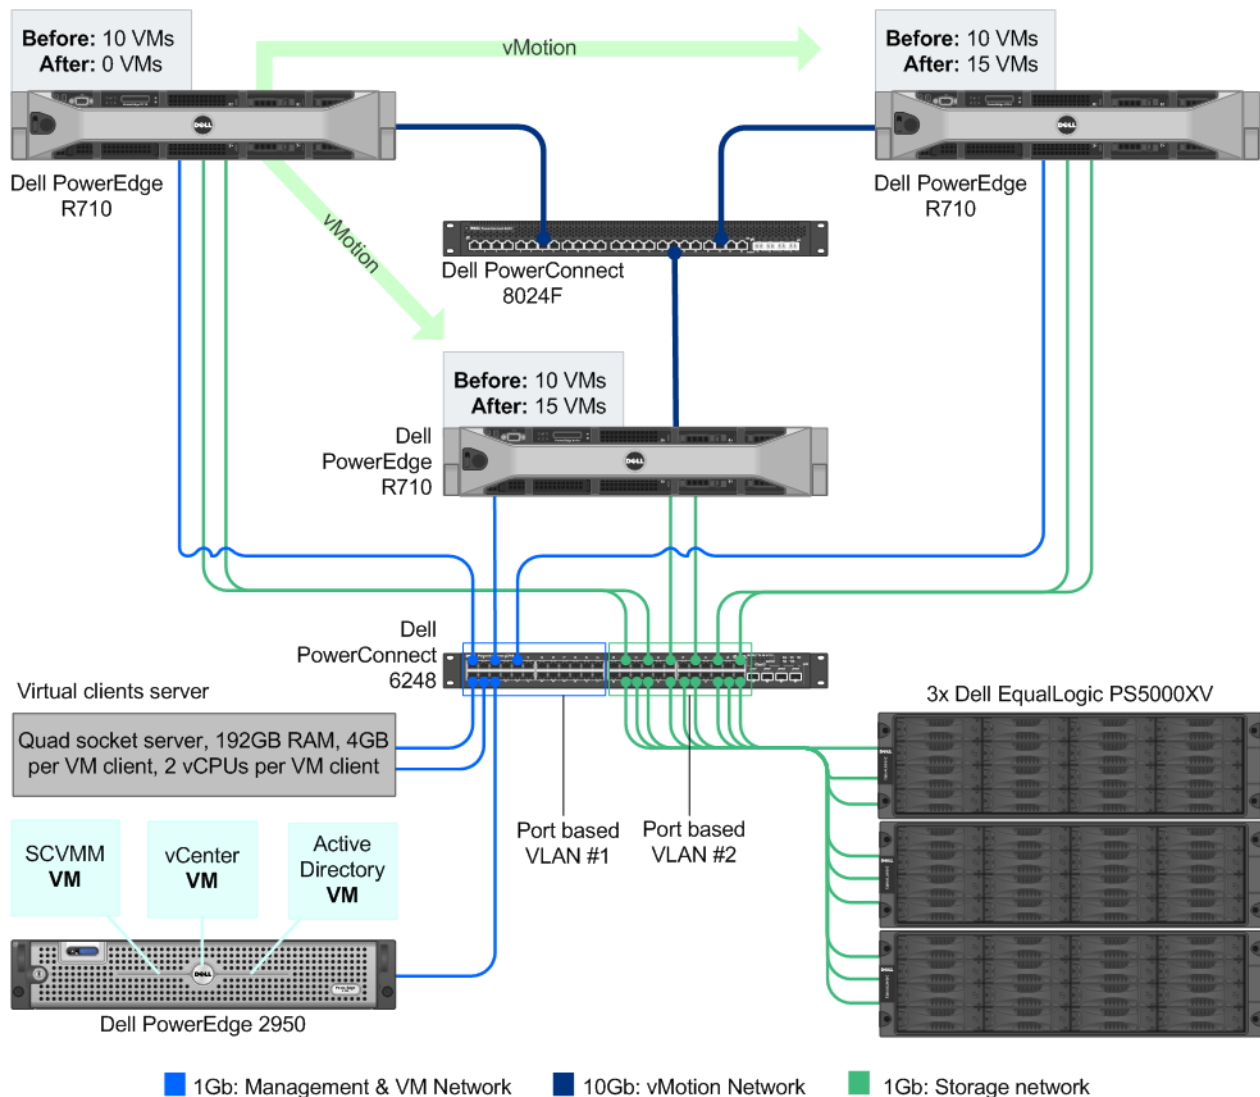 Before: 10 VMs
After: 0 VMs
vMotion
Before: 10 VMs
After: 15 VMs
DELL
DELL
Dell PowerEdge
R710
Dell PowerEdge
R710
vMotion
Dell PowerConnect
8024F
Before: 10 VMs
After: 15 VMs
Dell
PowerEdge
R710
DELL
Dell
PowerConnect
6248
Virtual clients server
Quad socket server, 192GB RAM, 4GB
per VM client, 2 vCPUs per VM client
3x Dell EqualLogic PS5000XV
Port based
VLAN #1
Port based
VLAN #2
SCVMM
VM
vCenter
VM
Active
Directory
VM
DELL
Dell PowerEdge 2950
1Gb: Management & VM Network
10Gb: vMotion Network
1Gb: Storage network